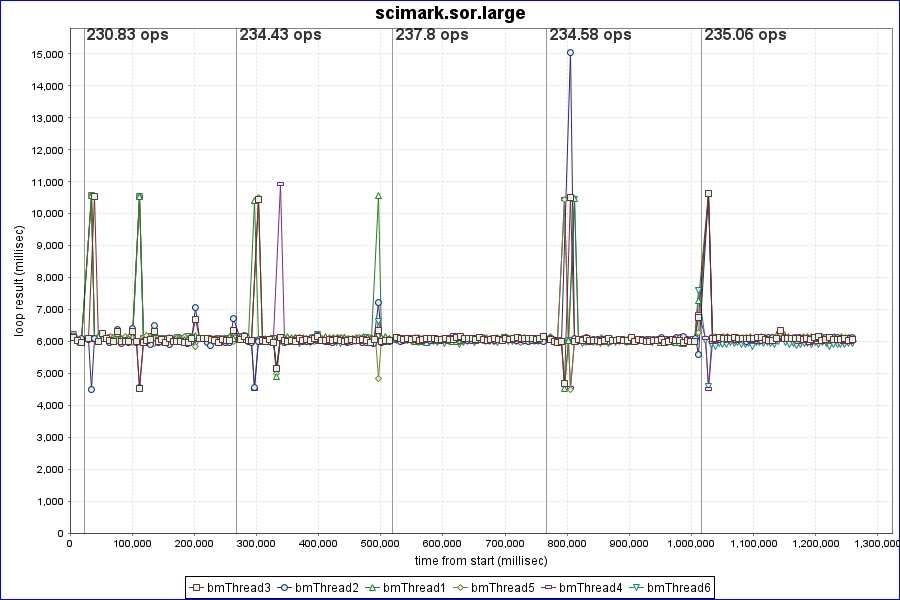 scimark.sor.large
230.83 ops 234.43 ops 237.8 ops 234.58 ops 235.06 ops
15,000
14,000
13,000
12,000
11,000
10,000
9,000
8,000
7,000
6,000
5,000
4,000
3,000
2,000
1,000
0
loop result (millisec)
0 100,000 200,000 300,000 400,000 500,000 600,000 700,000 800,000 900,000 1,000,000 1,100,000 1,200,000 1,300,000
time from start (millisec)
bmThread3 bmThread2 bmThread1 bmThread5 bmThread4 bmThread6